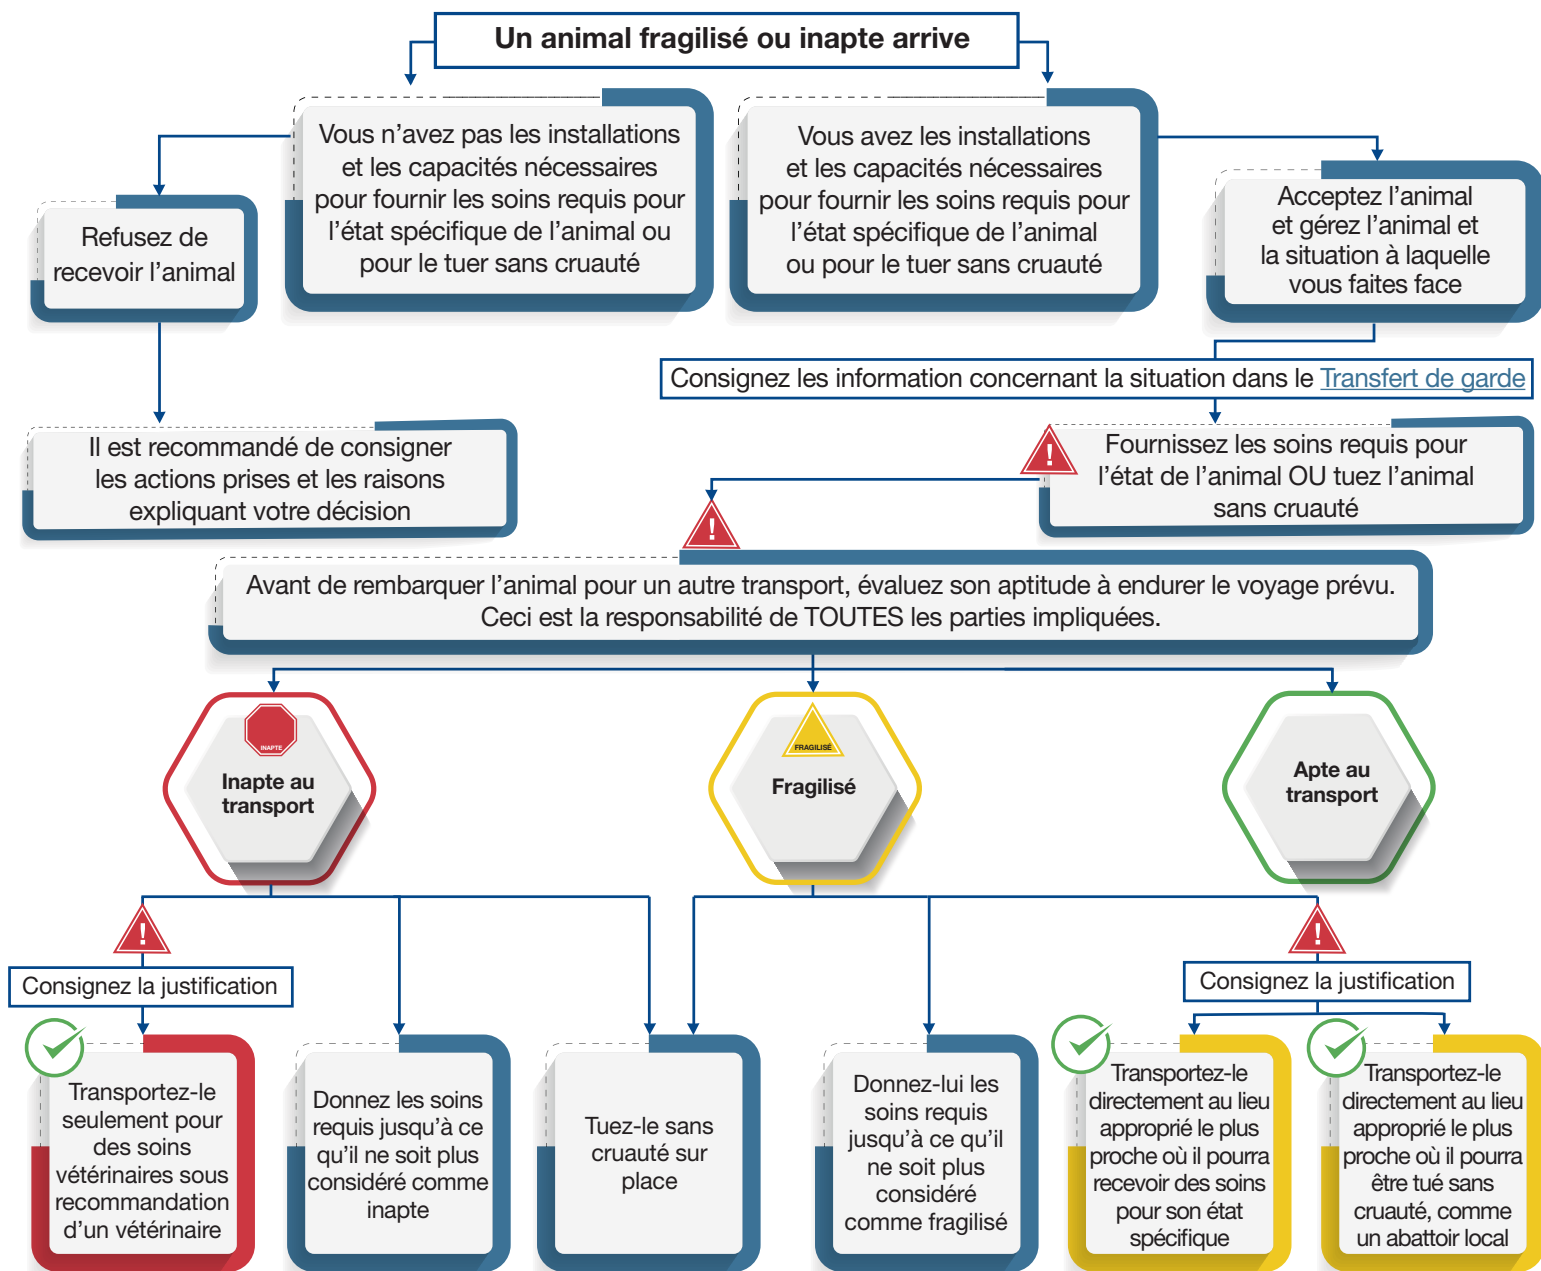 Un animal fragilisé ou inapte arrive
Vous n'avez pas les installations
et les capacités nécessaires
pour fournir les soins requis pour
l'état spécifique de l'animal ou
pour le tuer sans cruauté
Vous avez les installations
et les capacités nécessaires
pour fournir les soins requis pour
l'état spécifique de l'animal
ou pour le tuer sans cruauté
Refusez de
recevoir l'animal
Acceptez l'animal
et gérez l'animal et
la situation à laquelle
vous faites face
Consignez les information concernant la situation dans le Transfert de garde
Il est recommandé de consigner
les actions prises et les raisons
expliquant votre décision
!
Fournissez les soins requis pour
l'état de l'animal OU tuez l'animal
sans cruauté
!
Avant de rembarquer l'animal pour un autre transport, évaluez son aptitude à endurer le voyage prévu.
Ceci est la responsabilité de TOUTES les parties impliquées.
INAPTE
Inapte au
transport
FRAGILISÉ
Fragilisé
Apte au
transport
!
Consignez la justification
!
Consignez la justification
Transportez-le
seulement pour
des soins
vétérinaires sous
recommandation
d'un vétérinaire
Donnez les soins
requis jusqu'à ce
qu'il ne soit plus
considéré comme
inapte
Tuez-le sans
cruauté sur
place
Donnez-lui les
soins requis
jusqu'à ce qu'il
ne soit plus
considéré
comme fragilisé
Transportez-le
directement au lieu
approprié le plus
proche où il pourra
recevoir des soins
pour son état
spécifique
Transportez-le
directement au lieu
approprié le plus
proche où il pourra
être tué sans
cruauté, comme
un abattoir local